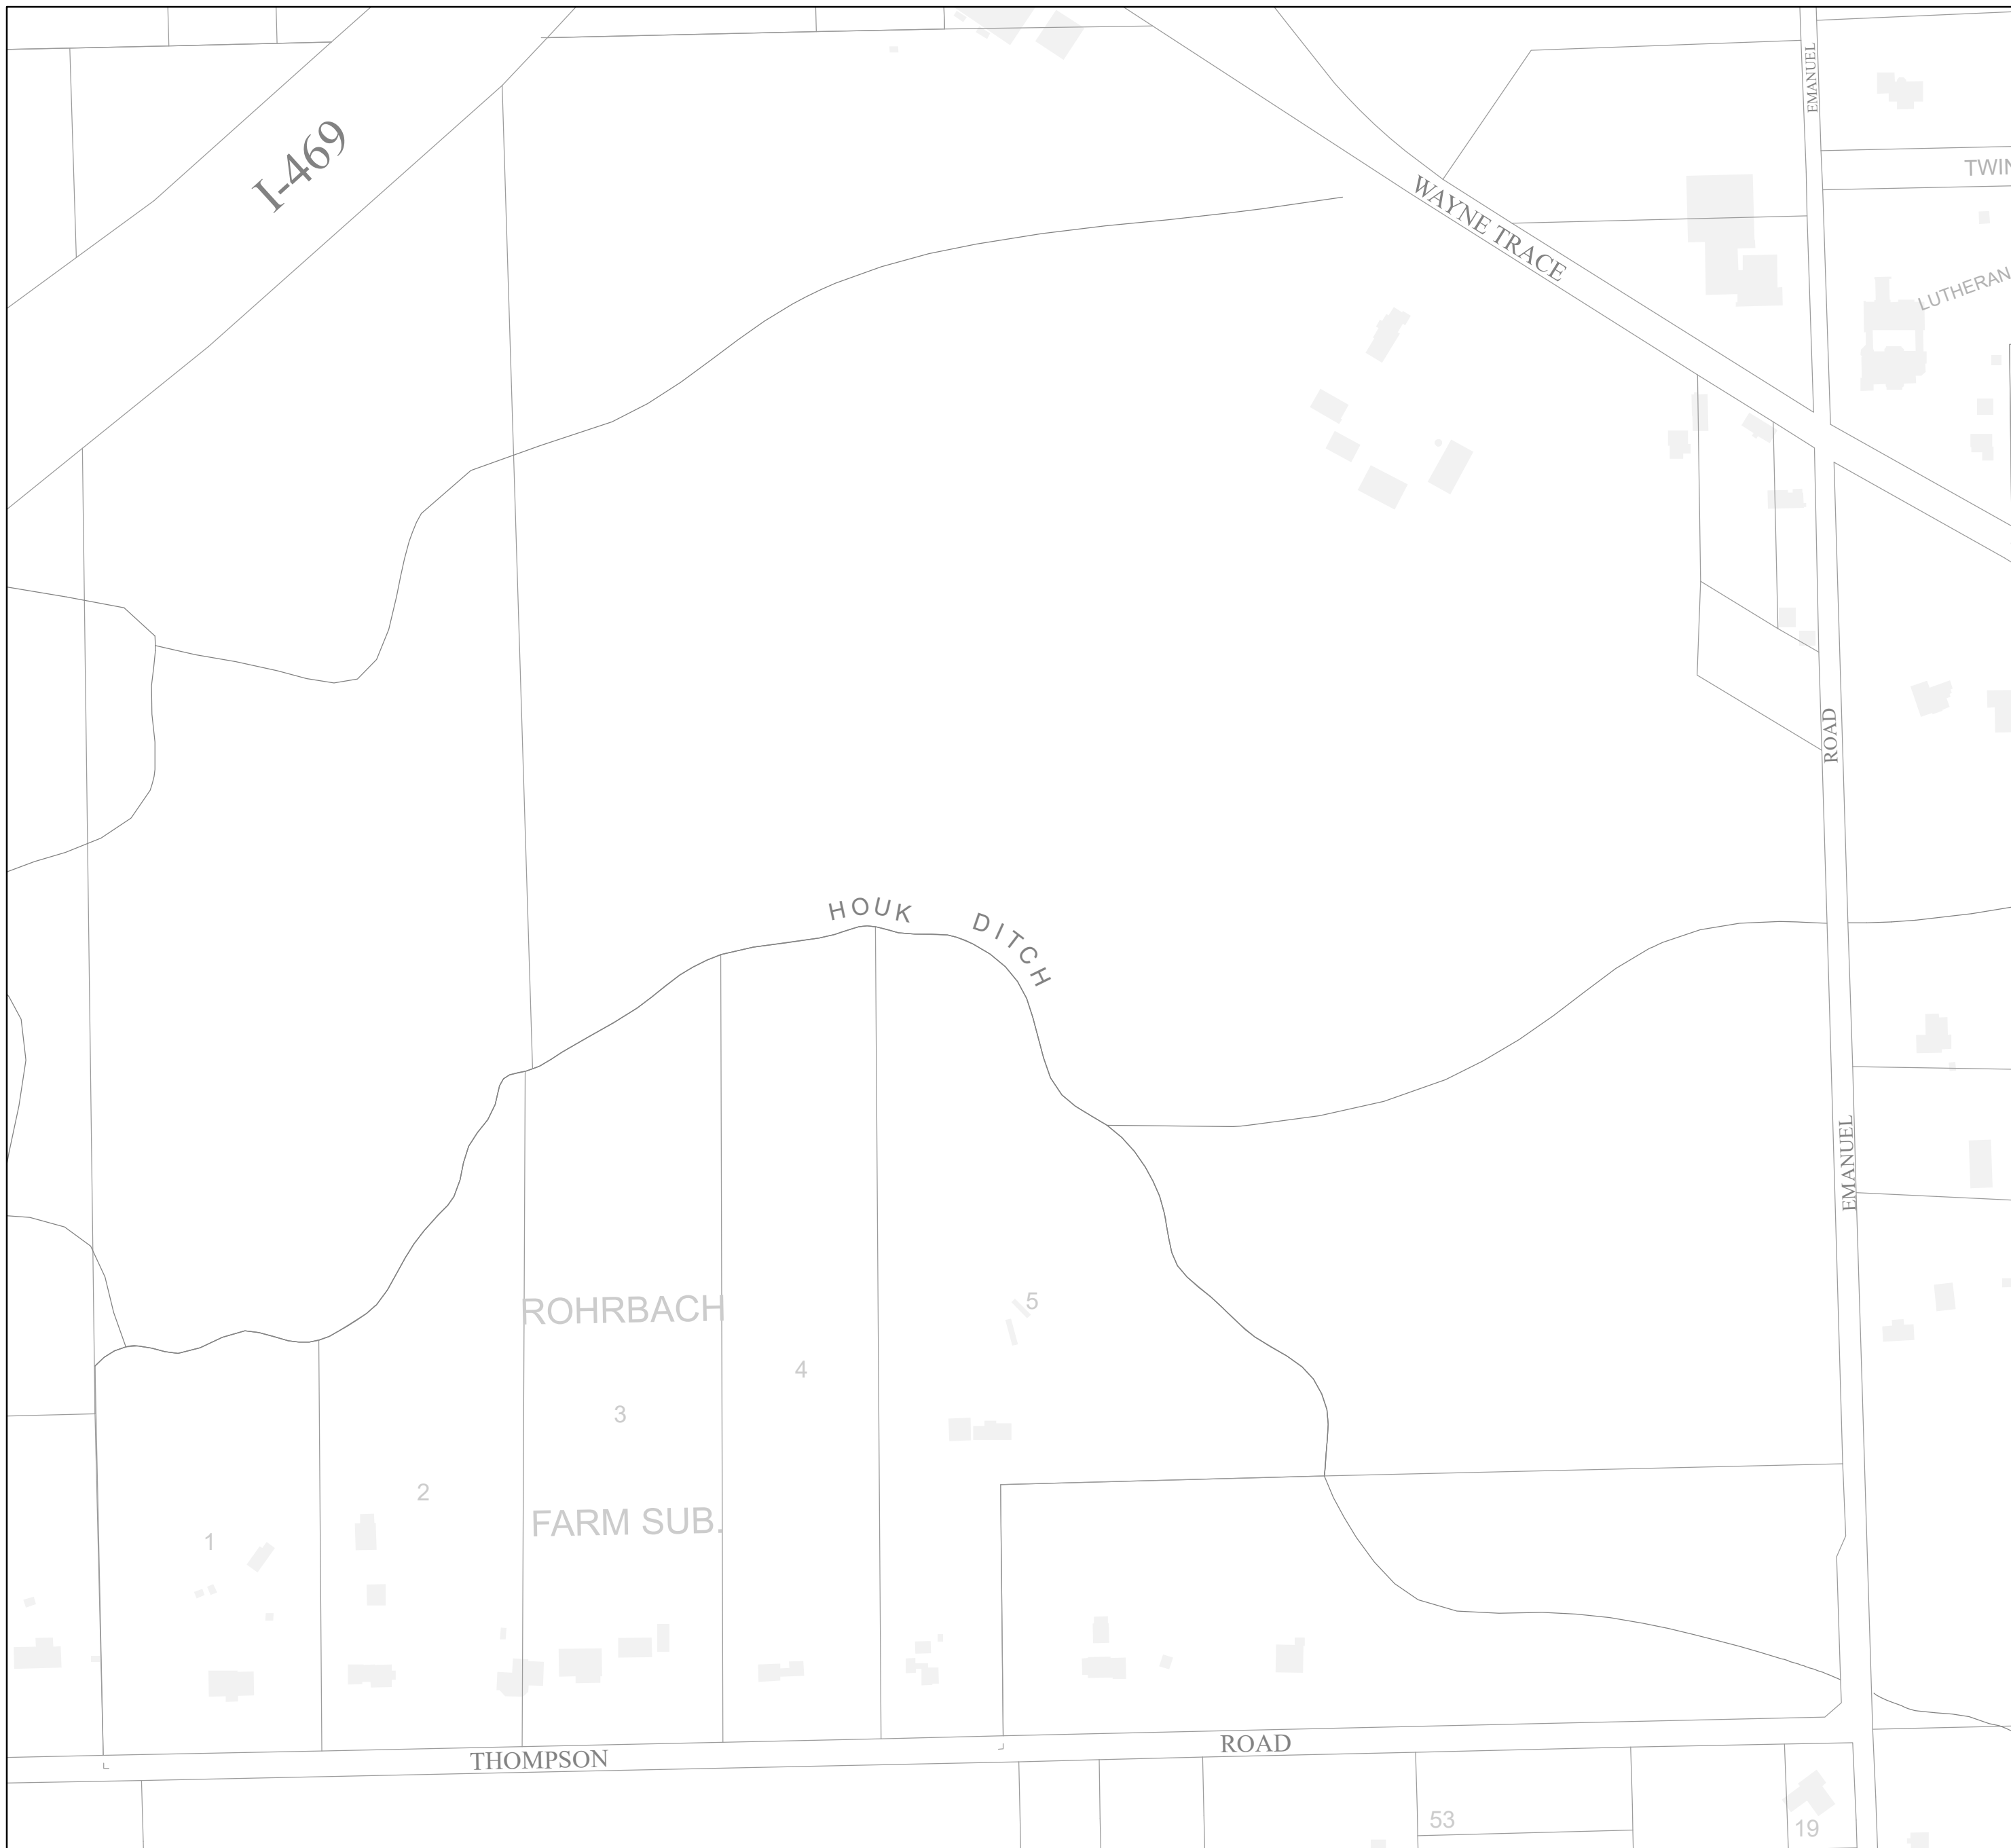 EMANUEL
I-469
TWIN
WAYNE TRACE
LUTHERAN
ROAD
HOUK DITCH
EMANUEL
ROHRBACH
5
4
3
2
FARM SUB.
1
THOMPSON ROAD
53
19